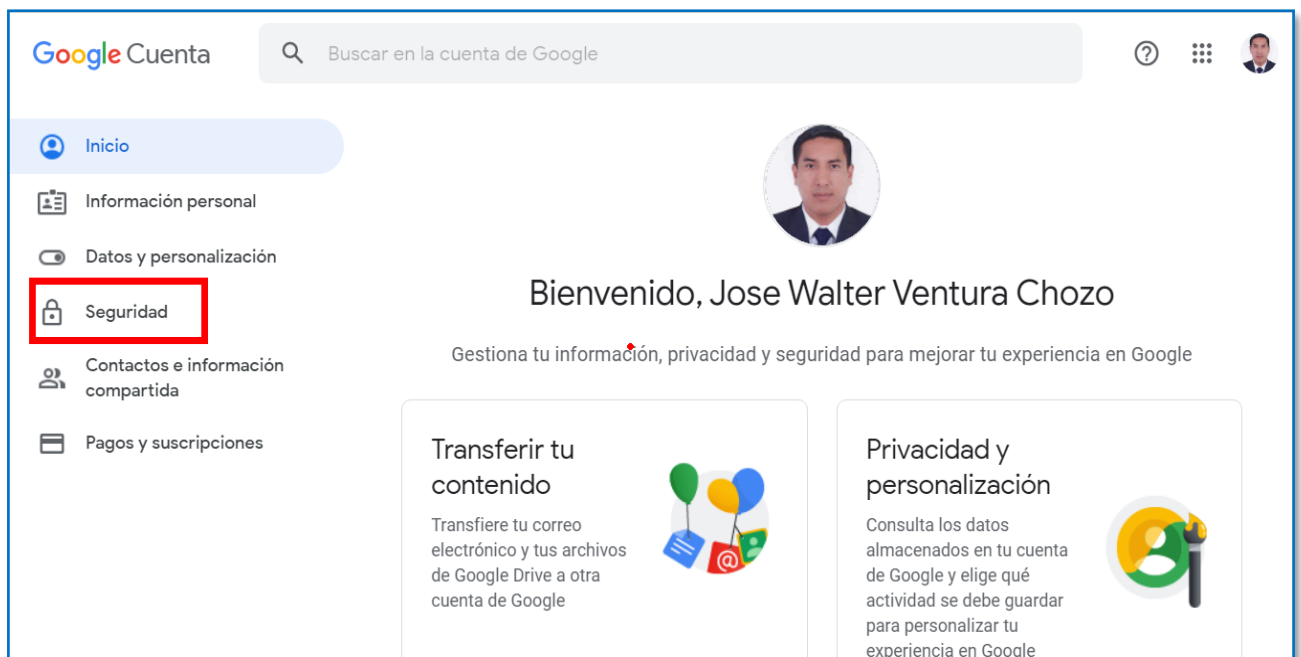 Google Cuenta
Buscar en la cuenta de Google
Inicio
Información personal
Datos y personalización
Seguridad
Contactos e información
compartida
Pagos y suscripciones
Bienvenido, Jose Walter Ventura Chozo
Gestiona tu información, privacidad y seguridad para mejorar tu experiencia en Google
Transferir tu
contenido
Transfiere tu correo
electrónico y tus archivos
de Google Drive a otra
cuenta de Google
Privacidad y
personalización
Consulta los datos
almacenados en tu cuenta
de Google y elige qué
actividad se debe guardar
para personalizar tu
experiencia en Google